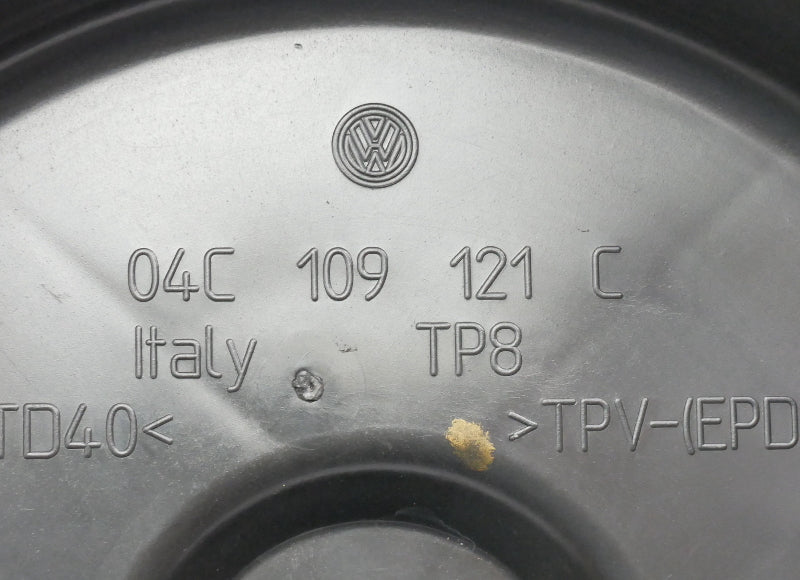 04C 109 121 C
Italy TP8
TD40< >TPV-(EPD